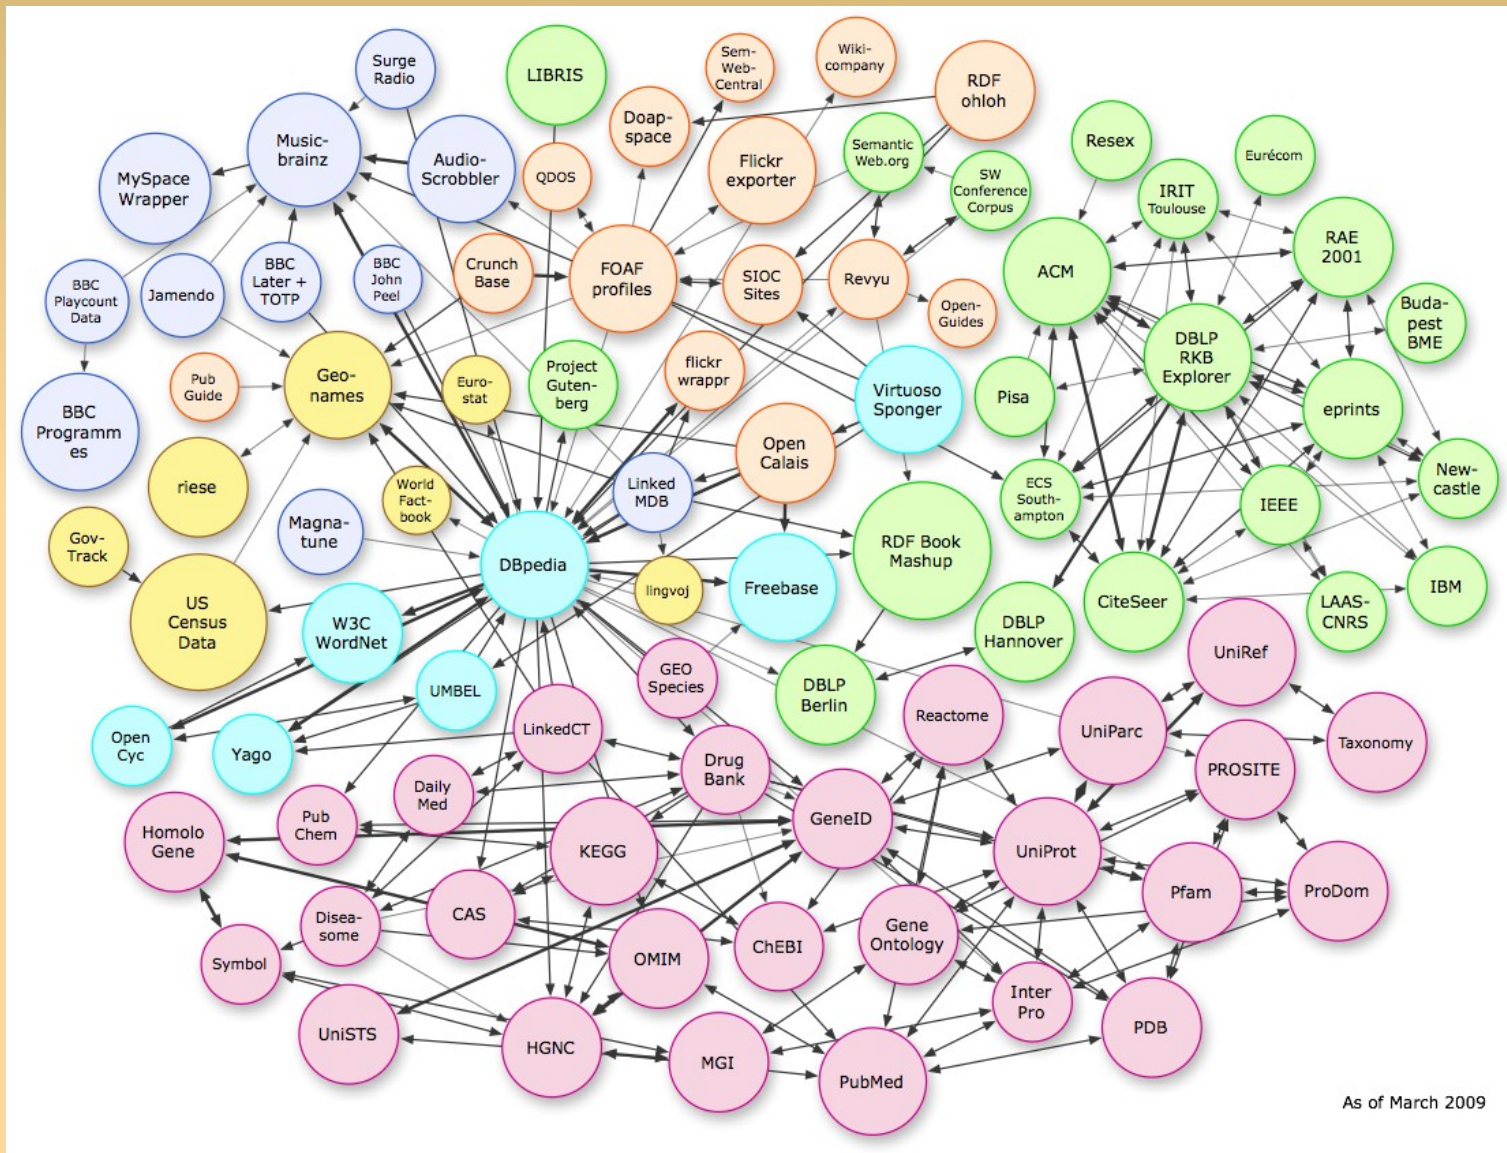 Surge
Radio
LIBRIS
Sem-
Web-
Central
Wiki-
company
RDF
ohloh
Music-
brainz
Doap-
space
MySpace
Wrapper
Audio-
Scrobbler
QDOS
Flickr
exporter
Semantic
Web.org
SW
Conference
Corpus
Resex
Eurécom
IRIT
Toulouse
BBC
Playcount
Data
Jamendo
BBC
Later +
TOTP
BBC
John
Peel
Crunch
Base
FOAF
profiles
SIOC
Sites
Revyu
Open-
Guides
ACM
RAE
2001
Buda-
pest
BME
Pub
Guide
Geo-
names
Euro-
stat
Project
Guten-
berg
flickr
wrappr
Virtuoso
Sponger
Pisa
DBLP
RKB
Explorer
eprints
BBC
Programm
es
riese
World
Fact-
book
Linked
MDB
Open
Calais
ECS
South-
ampton
IEEE
New-
castle
Gov-
Track
Magna-
tune
DBpedia
RDF Book
Mashup
US
Census
Data
W3C
WordNet
lingvoj
Freebase
DBLP
Hannover
CiteSeer
LAAS-
CNRS
IBM
UMBEL
GEO
Species
DBLP
Berlin
UniRef
Open
Cyc
Yago
LinkedCT
Reactome
UniParc
Taxonomy
Daily
Med
Drug
Bank
PROSITE
Homolo
Gene
Pub
Chem
KEGG
GeneID
UniProt
Pfam
ProDom
Disea-
some
CAS
Symbol
OMIM
ChEBI
Gene
Ontology
Inter
Pro
UniSTS
HGNC
MGI
PubMed
PDB
As of March 2009